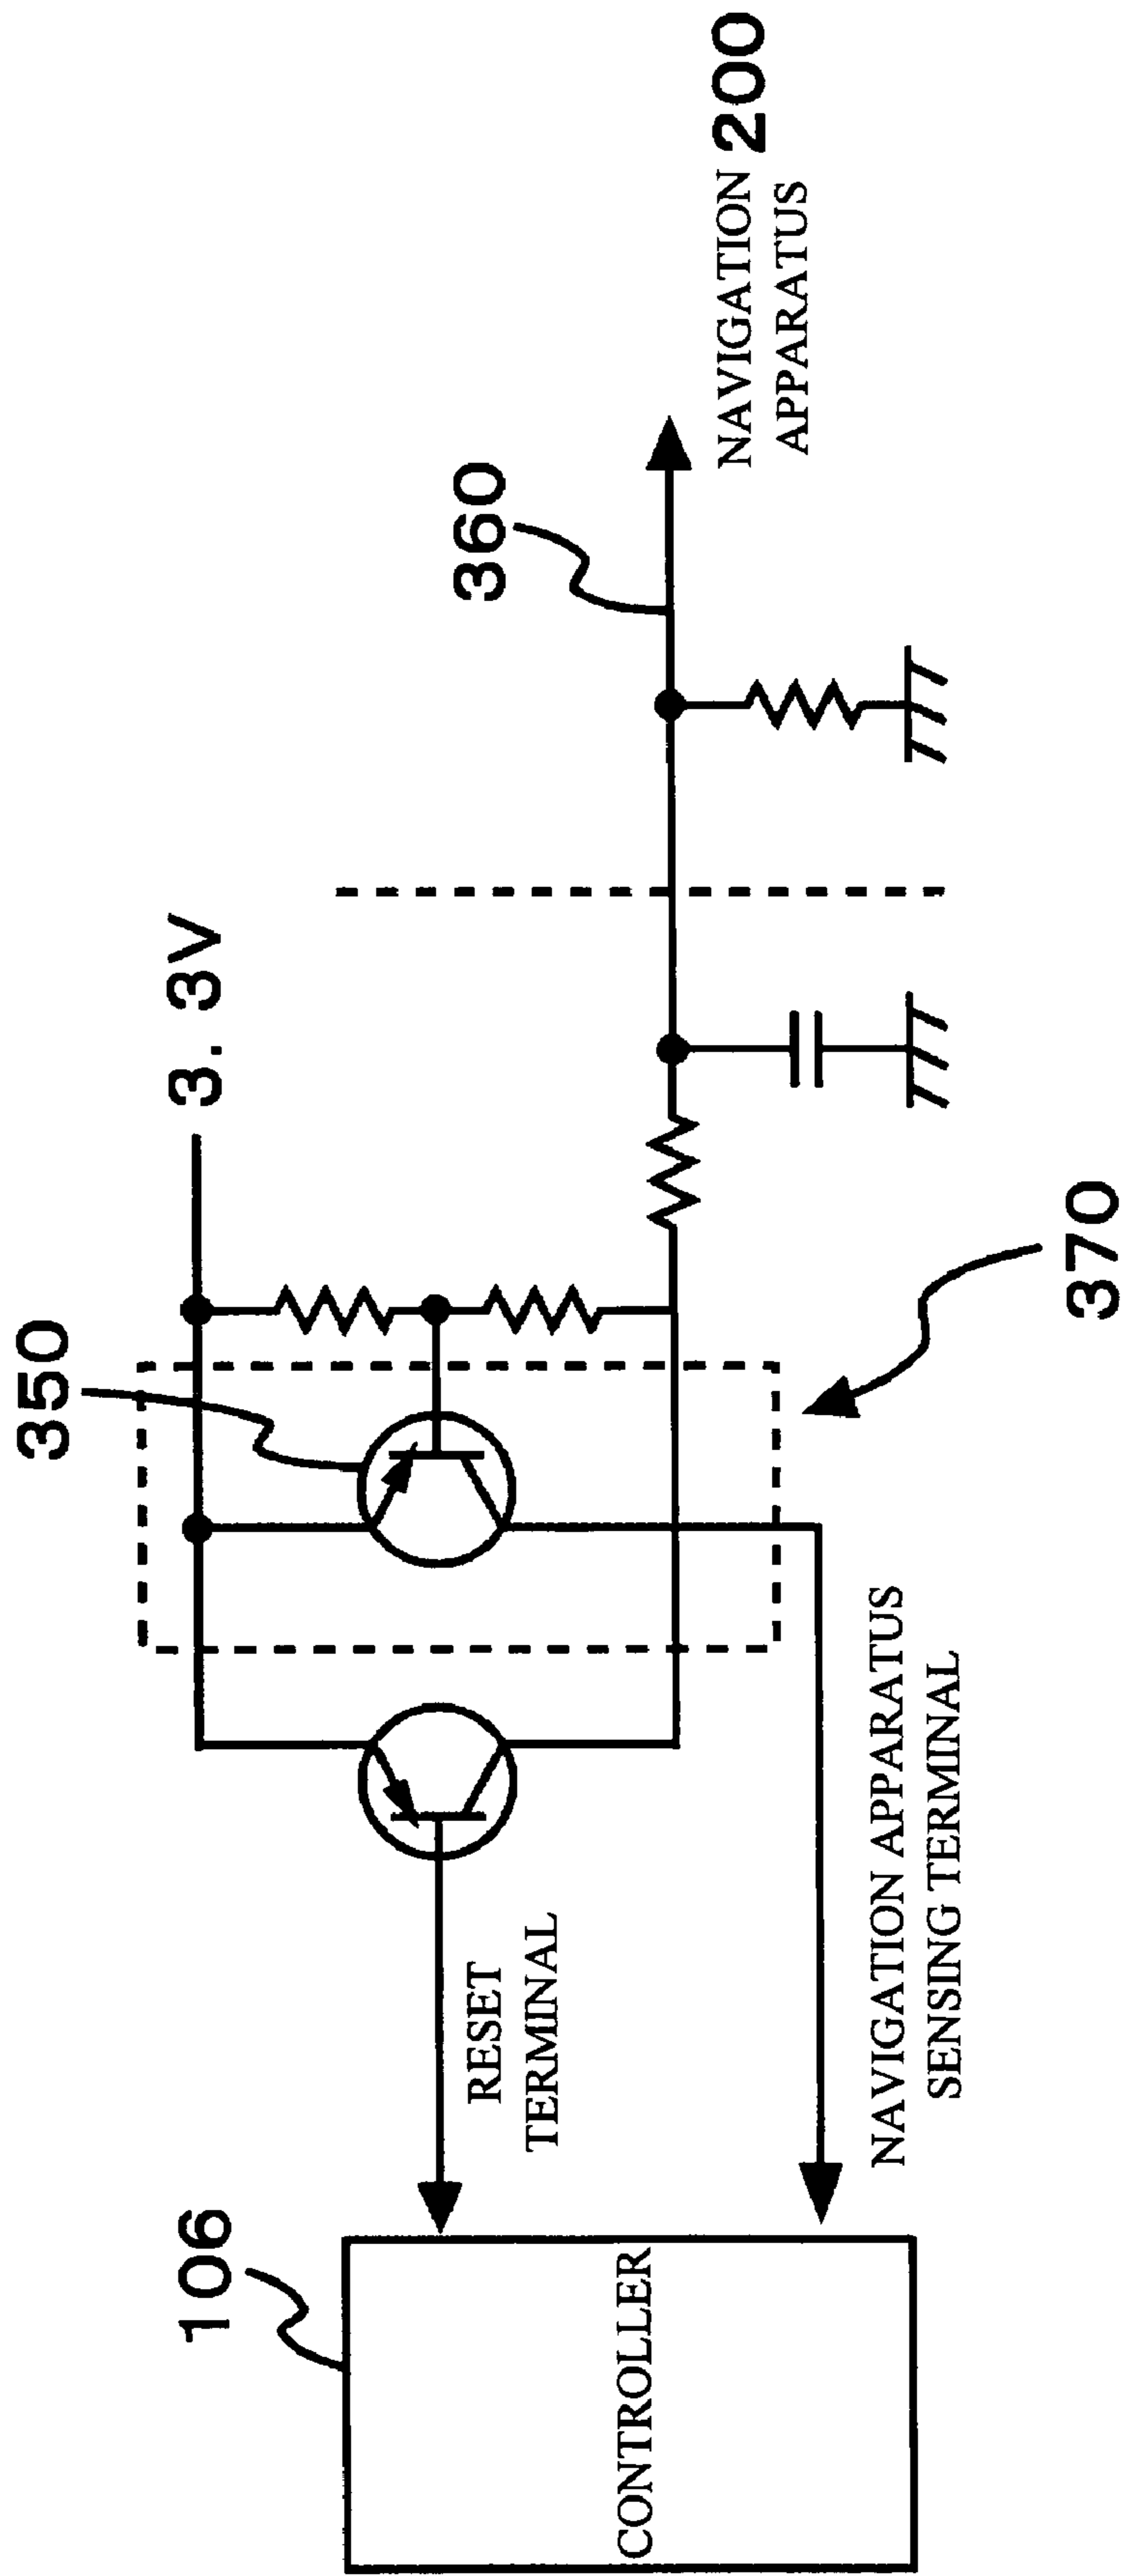 106
CONTROLLER
RESET
TERMINAL
NAVIGATION APPARATUS
SENSING TERMINAL
350
370
3. 3V
360
NAVIGATION 200
APPARATUS